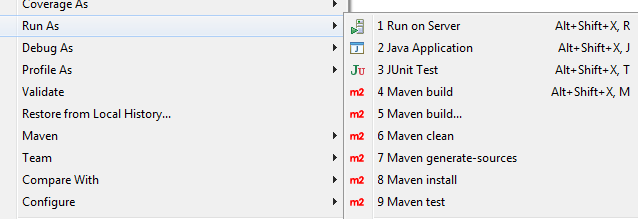 Coverage As
Run As
Debug As
Profile As
Validate
Restore from Local History...
Maven
Team
Compare With
Configure
1 Run on Server Alt+Shift+X, R
J 2 Java Application Alt+Shift+X, J
JU 3 JUnit Test Alt+Shift+X, T
m2 4 Maven build Alt+Shift+X, M
m2 5 Maven build...
m2 6 Maven clean
m2 7 Maven generate-sources
m2 8 Maven install
m2 9 Maven test